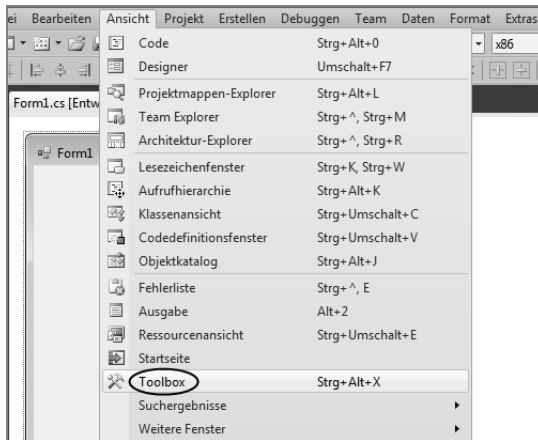 ei Bearbeiten Ansicht Projekt Erstellen Debuggen Team Daten Format Extras
x86
Code Strg+Alt+0
Designer Umschalt+F7
Projektmappen-Explorer Strg+Alt+L
Team Explorer Strg+^, Strg+M
Architektur-Explorer Strg+^, Strg+R
Lesezeichenfenster Strg+K, Strg+W
Aufrufhierarchie Strg+Alt+K
Klassenansicht Strg+Umschalt+C
Codedefinitionsfenster Strg+Umschalt+V
Objektkatalog Strg+Alt+J
Fehlerliste Strg+^, E
Ausgabe Alt+2
Ressourcenansicht Strg+Umschalt+E
Startseite
Toolbox Strg+Alt+X
Suchergebnisse
Weitere Fenster
Form1.cs [Entw
Form1